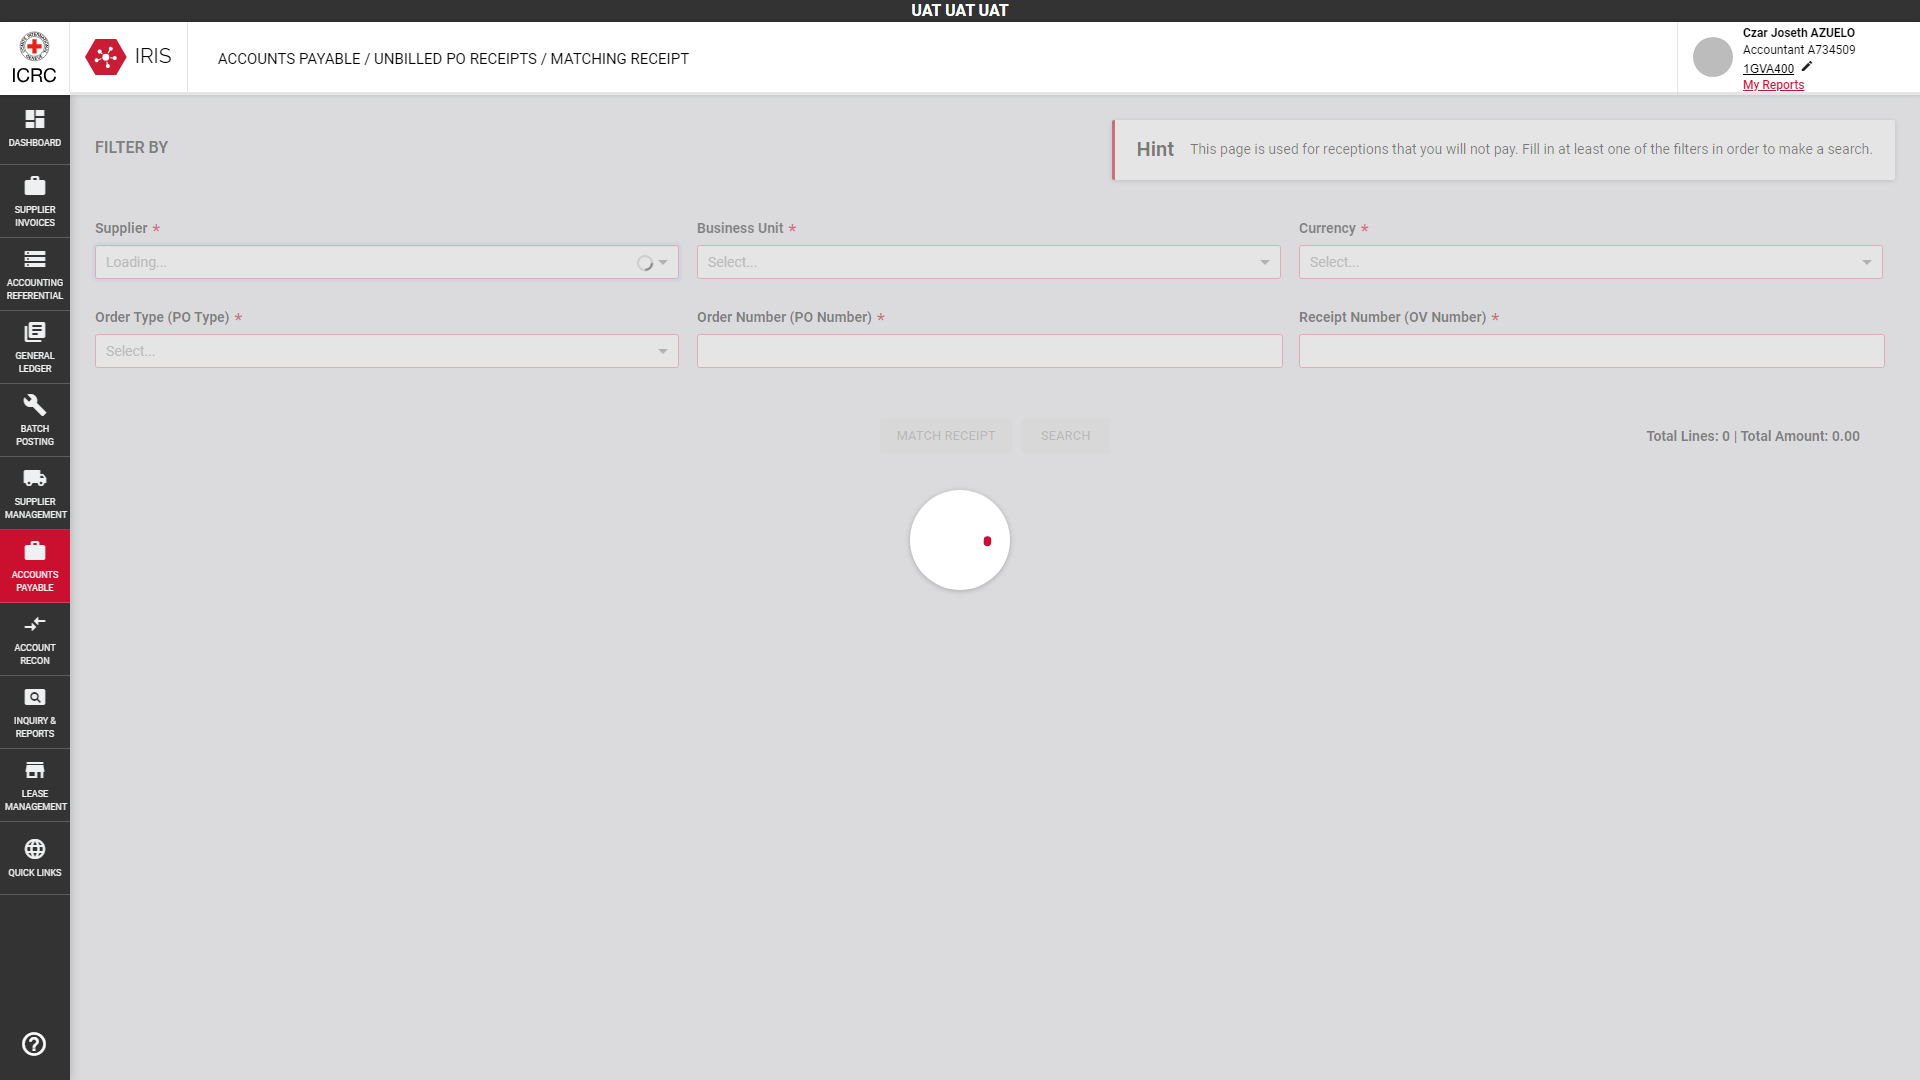 UAT UAT UAT
ICRC
IRIS
ACCOUNTS PAYABLE / UNBILLED PO RECEIPTS / MATCHING RECEIPT
Czar Joseth AZUELO
Accountant A734509
1GVA400
My Reports
DASHBOARD
SUPPLIER
INVOICES
ACCOUNTING
REFERENTIAL
GENERAL
LEDGER
BATCH
POSTING
SUPPLIER
MANAGEMENT
ACCOUNTS
PAYABLE
ACCOUNT
RECON
INQUIRY &
REPORTS
LEASE
MANAGEMENT
QUICK LINKS
FILTER BY
Hint This page is used for receptions that you will not pay. Fill in at least one of the filters in order to make a search.
Supplier *
Business Unit *
Currency *
Loading...
Select...
Select...
Order Type (PO Type) *
Order Number (PO Number) *
Receipt Number (OV Number) *
Select...
MATCH RECEIPT
SEARCH
Total Lines: 0 | Total Amount: 0.00